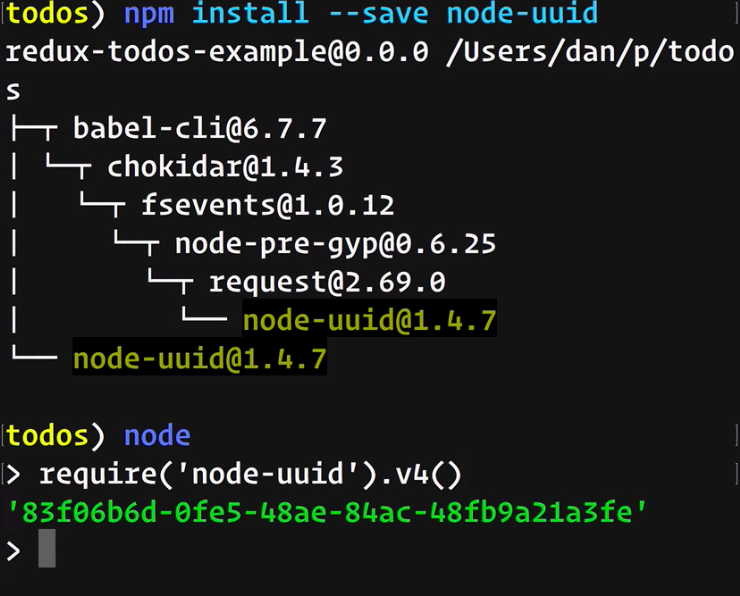 todos) npm install --save node-uuid
redux-todos-example@0.0.0 /Users/dan/p/todo
s
├─┬ babel-cli@6.7.7
│ └─┬ chokidar@1.4.3
│   └─┬ fsevents@1.0.12
│     └─┬ node-pre-gyp@0.6.25
│       └─┬ request@2.69.0
│         └── node-uuid@1.4.7
└── node-uuid@1.4.7
todos) node
> require('node-uuid').v4()
'83f06b6d-0fe5-48ae-84ac-48fb9a21a3fe'
>